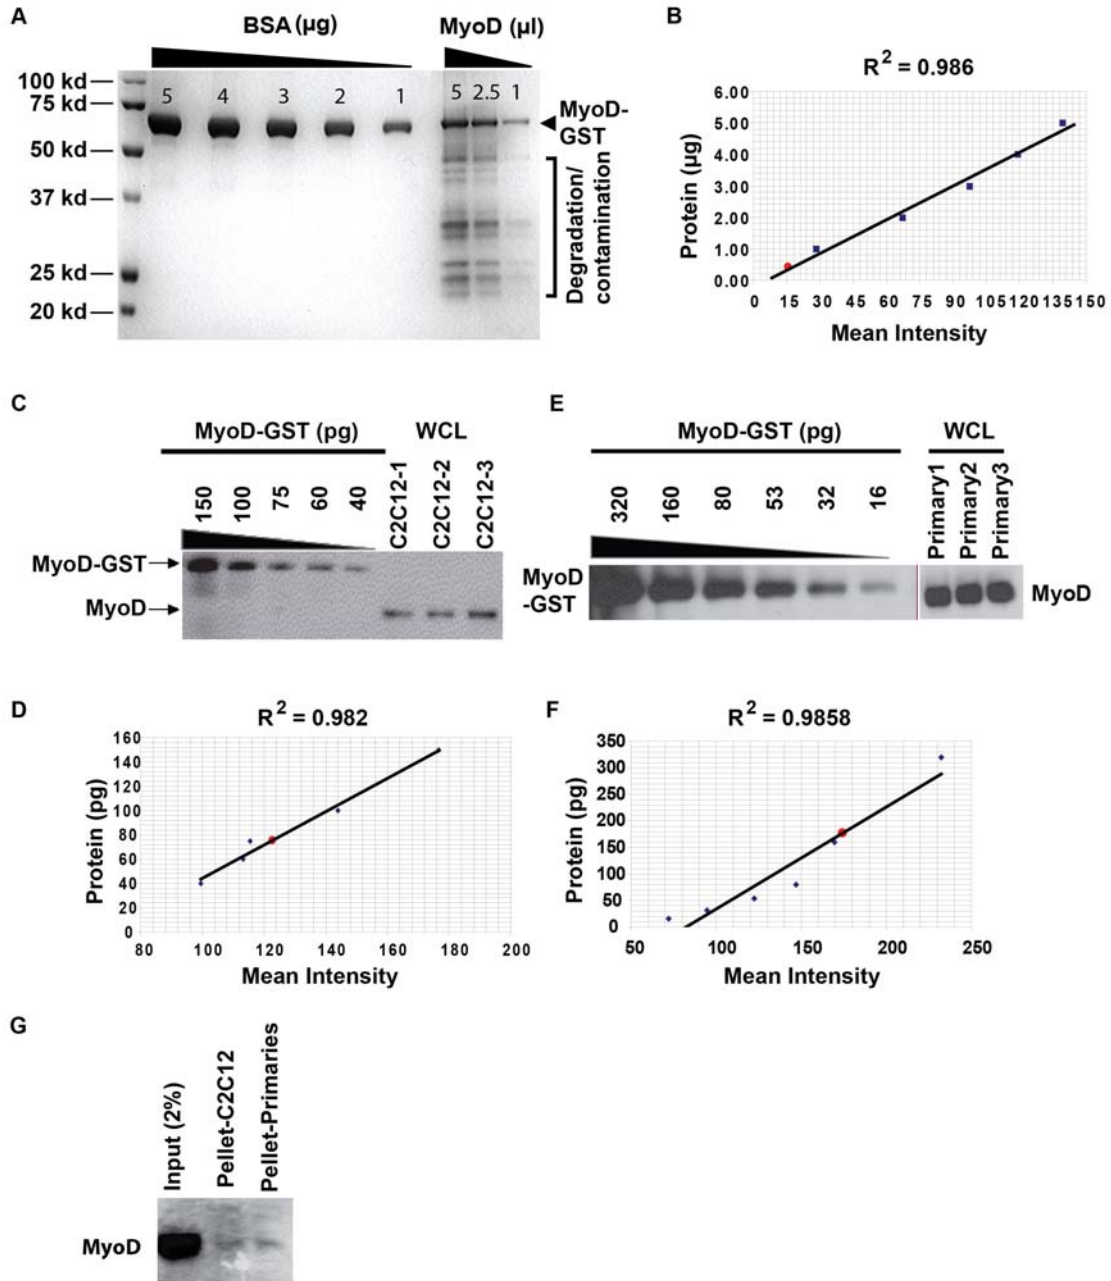 A
BSA (µg)
MyoD (µl)
100 kd
75 kd
50 kd
37 kd
25 kd
20 kd
5 4 3 2 1
5 2.5 1
MyoD-
GST
Degradation/
contamination
B
R2 = 0.986
Protein (µg)
6.00
5.00
4.00
3.00
2.00
1.00
0.00
0 15 30 45 60 75 90 105 120 135 150
Mean Intensity
C
MyoD-GST (pg)
WCL
150 100 75 60 40 C2C12-1 C2C12-2 C2C12-3
MyoD-GST
MyoD
E
MyoD-GST (pg)
WCL
320 160 80 53 32 16 Primary1 Primary2 Primary3
MyoD
-GST
MyoD
D
R2 = 0.982
Protein (pg)
160
140
120
100
80
60
40
20
0
80 100 120 140 160 180 200
Mean Intensity
F
R2 = 0.9858
Protein (pg)
350
300
250
200
150
100
50
0
50 100 150 200 250
Mean Intensity
G
Input (2%)
Pellet-C2C12
Pellet-Primaries
MyoD